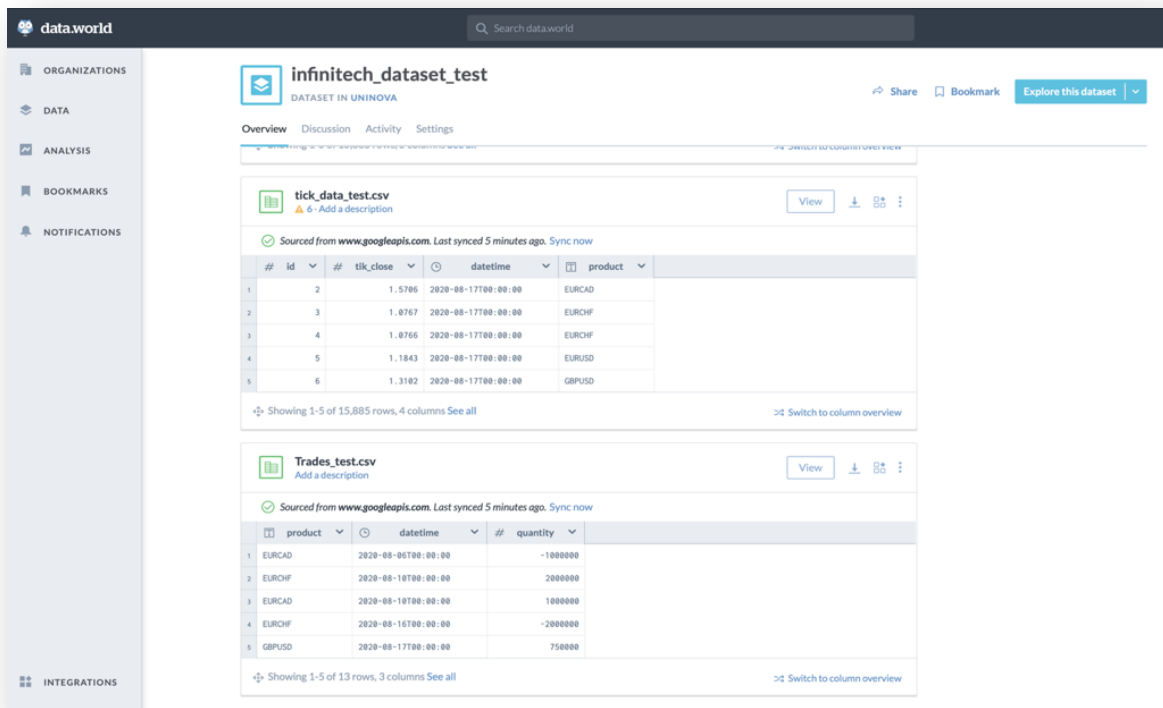 data.world
Search data.world
ORGANIZATIONS
DATA
ANALYSIS
BOOKMARKS
NOTIFICATIONS
INTEGRATIONS
infinitech_dataset_test
DATASET IN UNINOVA
Share Bookmark Explore this dataset
Overview Discussion Activity Settings
tick_data_test.csv
6 · Add a description
View
Sourced from www.googleapis.com. Last synced 5 minutes ago. Sync now
# id # tik_close datetime T product
1 2 1.5706 2020-08-17T00:00:00 EURCAD
2 3 1.0767 2020-08-17T00:00:00 EURCHF
3 4 1.0766 2020-08-17T00:00:00 EURCHF
4 5 1.1843 2020-08-17T00:00:00 EURUSD
5 6 1.3102 2020-08-17T00:00:00 GBPUSD
Showing 1-5 of 15,885 rows, 4 columns See all Switch to column overview
Trades_test.csv
Add a description
View
Sourced from www.googleapis.com. Last synced 5 minutes ago. Sync now
T product datetime # quantity
1 EURCAD 2020-08-06T00:00:00 -1000000
2 EURCHF 2020-08-10T00:00:00 2000000
3 EURCAD 2020-08-10T00:00:00 1000000
4 EURCHF 2020-08-16T00:00:00 -2000000
5 GBPUSD 2020-08-17T00:00:00 750000
Showing 1-5 of 13 rows, 3 columns See all Switch to column overview